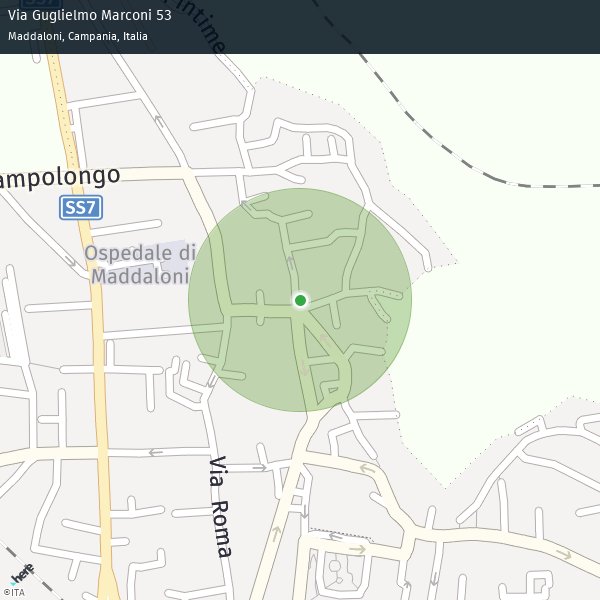 Via Guglielmo Marconi 53
Maddaloni, Campania, Italia
ampolongo
SS7
Ospedale di
Maddaloni
Via Roma
here
©ITA